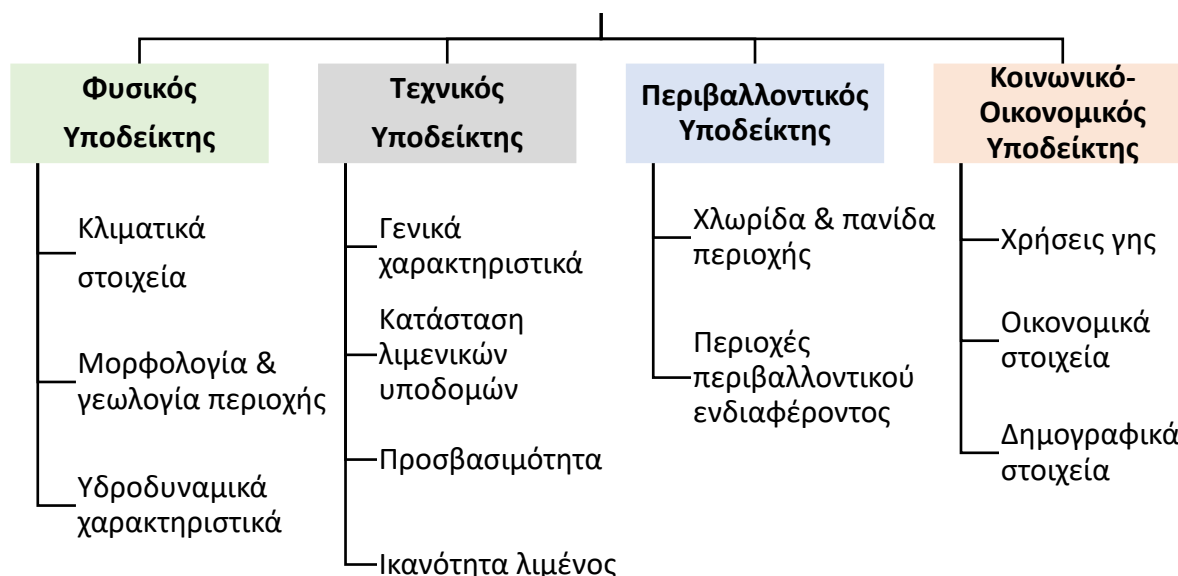 Φυσικός
Υποδείκτης
Κλιματικά
στοιχεία
Μορφολογία &
γεωλογία περιοχής
Υδροδυναμικά
χαρακτηριστικά
Τεχνικός
Υποδείκτης
Γενικά
χαρακτηριστικά
Κατάσταση
λιμενικών
υποδομών
Προσβασιμότητα
Ικανότητα λιμένος
Περιβαλλοντικός
Υποδείκτης
Χλωρίδα & πανίδα
περιοχής
Περιοχές
περιβαλλοντικού
ενδιαφέροντος
Κοινωνικό-
Οικονομικός
Υποδείκτης
Χρήσεις γης
Οικονομικά
στοιχεία
Δημογραφικά
στοιχεία